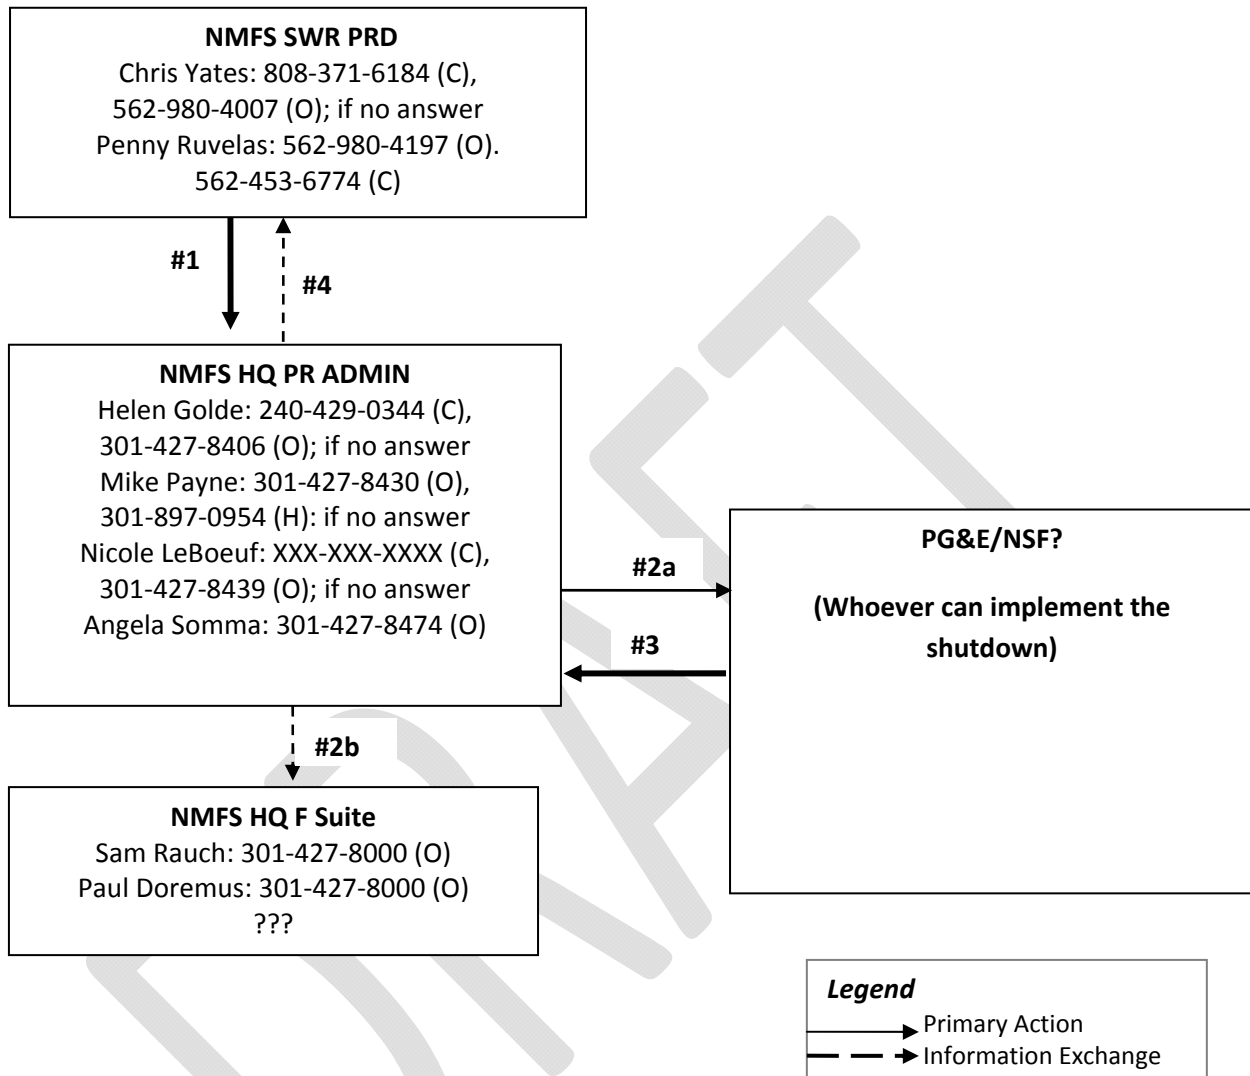 NMFS SWR PRD
Chris Yates: 808-371-6184 (C),
562-980-4007 (O); if no answer
Penny Ruvelas: 562-980-4197 (O).
562-453-6774 (C)
#1
#4
NMFS HQ PR ADMIN
Helen Golde: 240-429-0344 (C),
301-427-8406 (O); if no answer
Mike Payne: 301-427-8430 (O),
301-897-0954 (H): if no answer
Nicole LeBoeuf: XXX-XXX-XXXX (C),
301-427-8439 (O); if no answer
Angela Somma: 301-427-8474 (O)
#2a
#3
PG&E/NSF?
(Whoever can implement the
shutdown)
#2b
NMFS HQ F Suite
Sam Rauch: 301-427-8000 (O)
Paul Doremus: 301-427-8000 (O)
???
Legend
Primary Action
Information Exchange
DRAFT